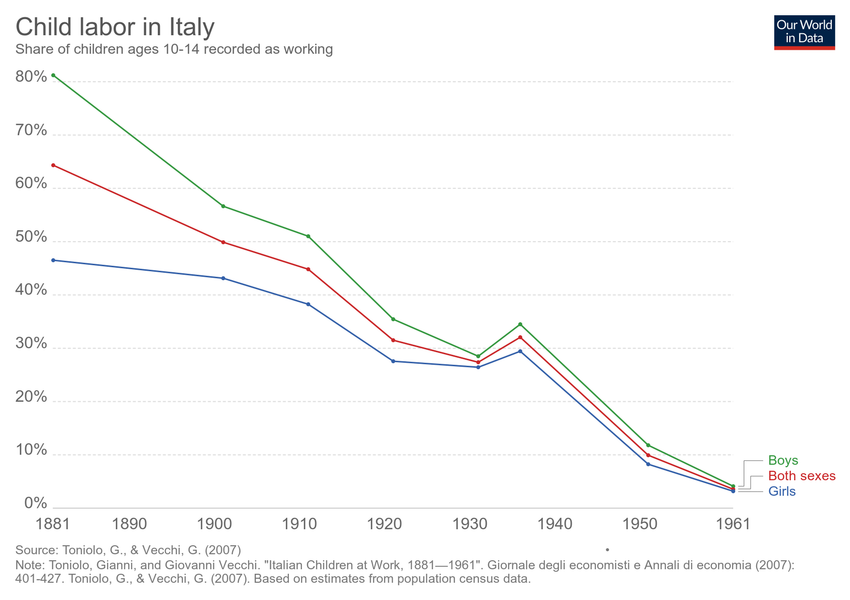 Child labor in Italy
Share of children ages 10-14 recorded as working
Our World
in Data
80%
70%
60%
50%
40%
30%
20%
10%
0%
Boys
Both sexes
Girls
1881 1890 1900 1910 1920 1930 1940 1950 1961
Source: Toniolo, G., & Vecchi, G. (2007)
Note: Toniolo, Gianni, and Giovanni Vecchi. "Italian Children at Work, 1881—1961". Giornale degli economisti e Annali di economia (2007):
401-427. Toniolo, G., & Vecchi, G. (2007). Based on estimates from population census data.